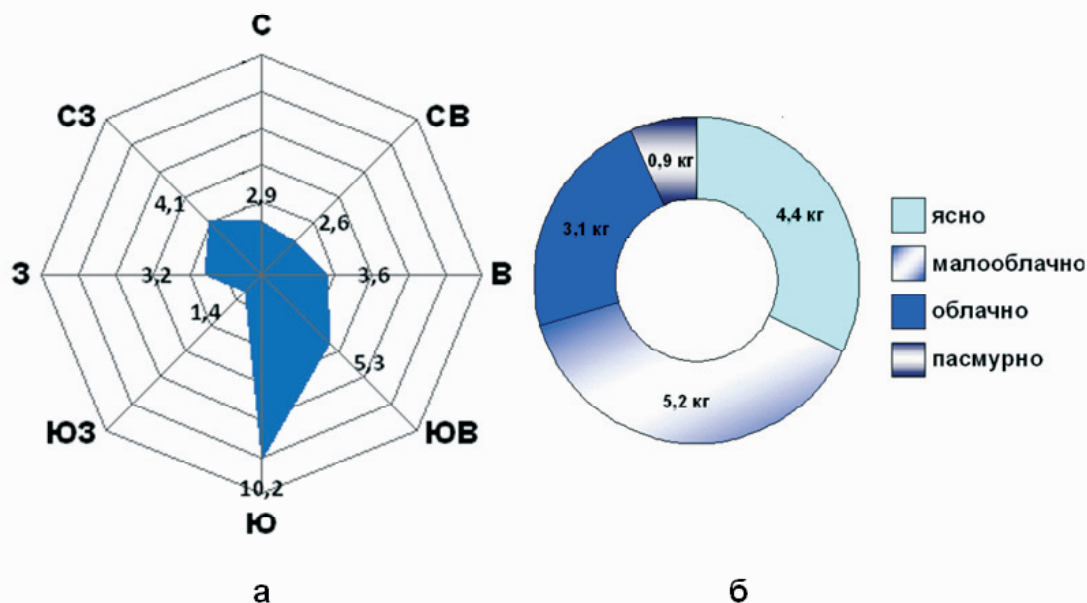 С
СЗ
СВ
4,1
2,9
2,6
З
3,2
3,6
В
1,4
5,3
ЮЗ
ЮВ
10,2
Ю
а
0,9 кг
4,4 кг
3,1 кг
5,2 кг
ясно
малооблачно
облачно
пасмурно
б